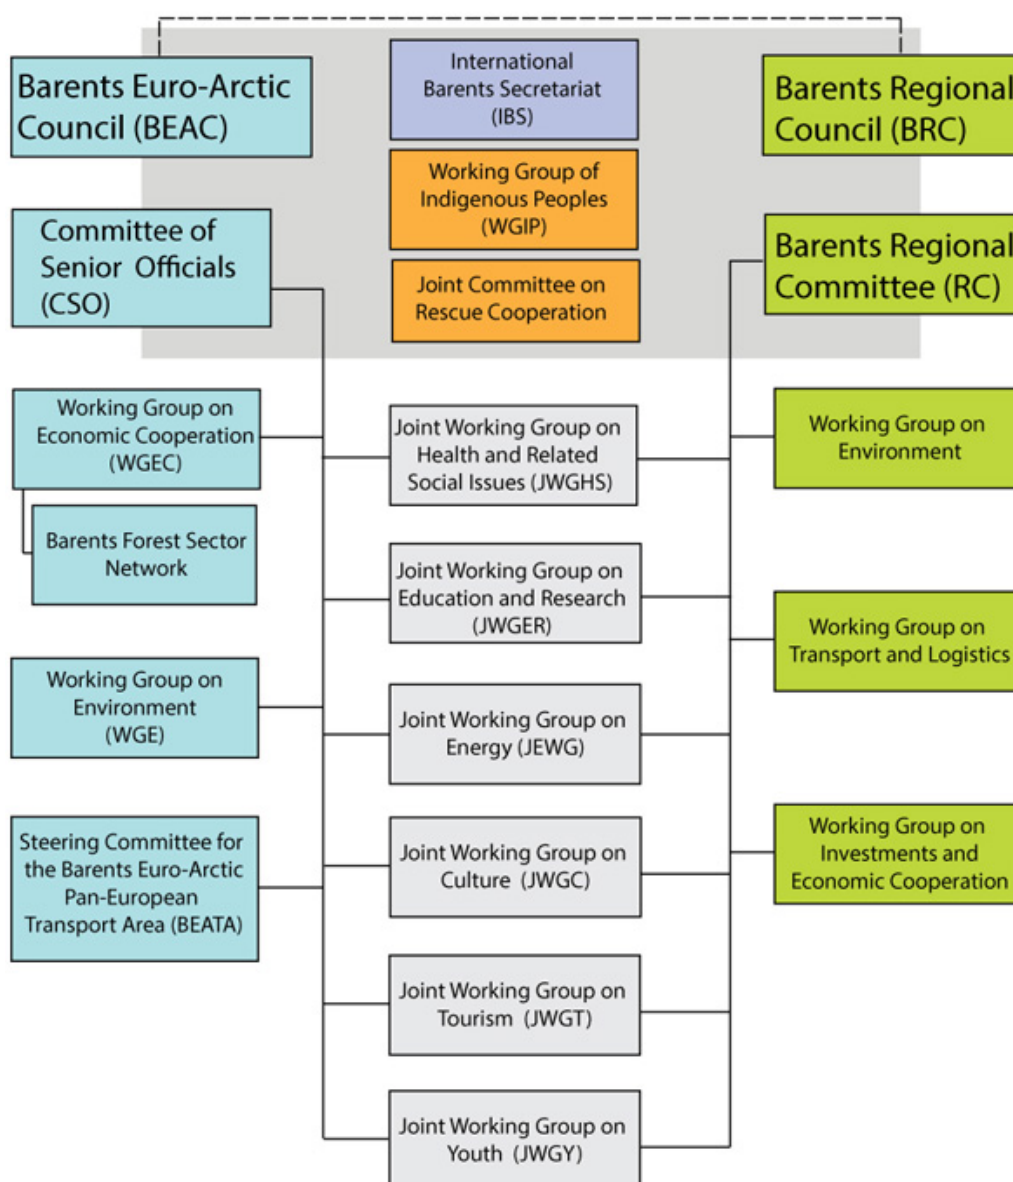 Barents Euro-Arctic
Council (BEAC)
International
Barents Secretariat
(IBS)
Barents Regional
Council (BRC)
Working Group of
Indigenous Peoples
(WGIP)
Committee of
Senior Officials
(CSO)
Joint Committee on
Rescue Cooperation
Barents Regional
Committee (RC)
Working Group on
Economic Cooperation
(WGEC)
Barents Forest Sector
Network
Working Group on
Environment
(WGE)
Steering Committee for
the Barents Euro-Arctic
Pan-European
Transport Area (BEATA)
Joint Working Group on
Health and Related
Social Issues (JWGHS)
Joint Working Group on
Education and Research
(JWGER)
Joint Working Group on
Energy (JEWG)
Joint Working Group on
Culture (JWGC)
Joint Working Group on
Tourism (JWGT)
Joint Working Group on
Youth (JWGY)
Working Group on
Environment
Working Group on
Transport and Logistics
Working Group on
Investments and
Economic Cooperation